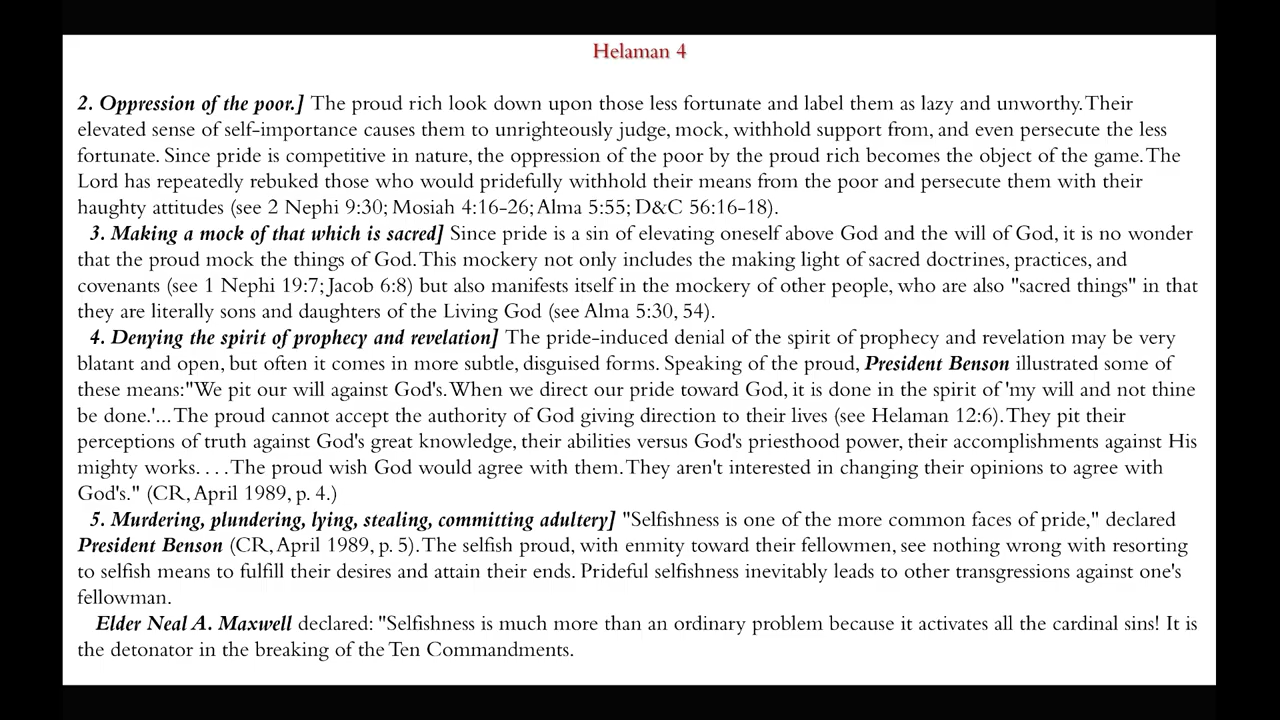 Helaman 4
2. Oppression of the poor.] The proud rich look down upon those less fortunate and label them as lazy and unworthy. Their
elevated sense of self-importance causes them to unrighteously judge, mock, withhold support from, and even persecute the less
fortunate. Since pride is competitive in nature, the oppression of the poor by the proud rich becomes the object of the game. The
Lord has repeatedly rebuked those who would pridefully withhold their means from the poor and persecute them with their
haughty attitudes (see 2 Nephi 9:30; Mosiah 4:16-26; Alma 5:55; D&C 56:16-18).
3. Making a mock of that which is sacred] Since pride is a sin of elevating oneself above God and the will of God, it is no wonder
that the proud mock the things of God. This mockery not only includes the making light of sacred doctrines, practices, and
covenants (see 1 Nephi 19:7; Jacob 6:8) but also manifests itself in the mockery of other people, who are also "sacred things" in that
they are literally sons and daughters of the Living God (see Alma 5:30, 54).
4. Denying the spirit of prophecy and revelation] The pride-induced denial of the spirit of prophecy and revelation may be very
blatant and open, but often it comes in more subtle, disguised forms. Speaking of the proud, President Benson illustrated some of
these means: "We pit our will against God's. When we direct our pride toward God, it is done in the spirit of 'my will and not thine
be done.'... The proud cannot accept the authority of God giving direction to their lives (see Helaman 12:6). They pit their
perceptions of truth against God's great knowledge, their abilities versus God's priesthood power, their accomplishments against His
mighty works. . . . The proud wish God would agree with them. They aren't interested in changing their opinions to agree with
God's." (CR, April 1989, p. 4.)
5. Murdering, plundering, lying, stealing, committing adultery] "Selfishness is one of the more common faces of pride," declared
President Benson (CR, April 1989, p. 5). The selfish proud, with enmity toward their fellowmen, see nothing wrong with resorting
to selfish means to fulfill their desires and attain their ends. Prideful selfishness inevitably leads to other transgressions against one's
fellowman.
Elder Neal A. Maxwell declared: "Selfishness is much more than an ordinary problem because it activates all the cardinal sins! It is
the detonator in the breaking of the Ten Commandments.